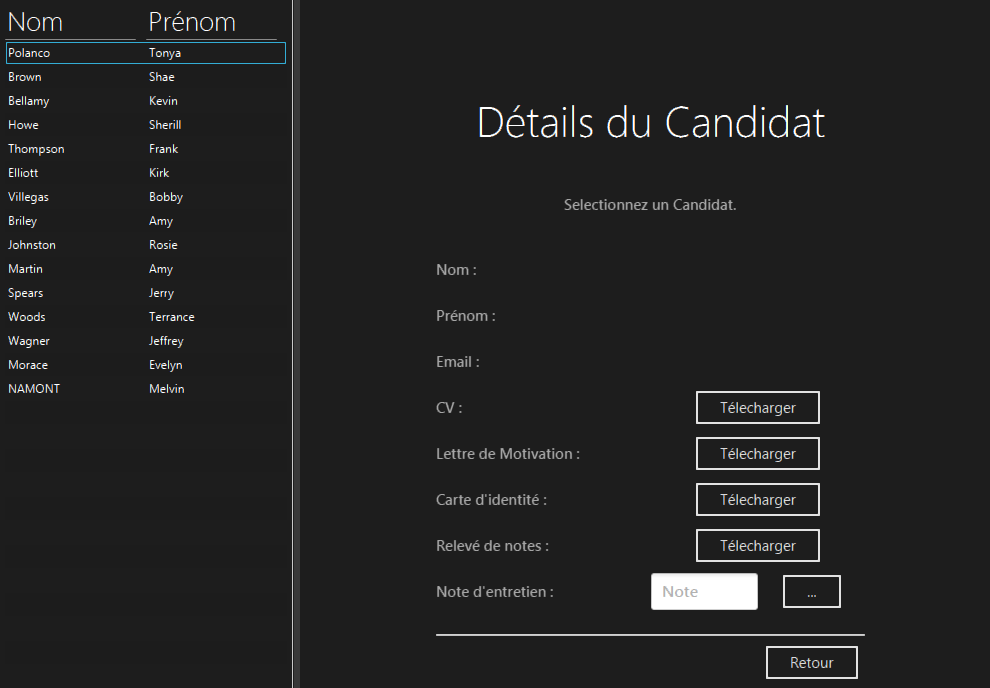 Nom Prénom
Polanco Tonya
Brown Shae
Bellamy Kevin
Howe Sherill
Thompson Frank
Elliott Kirk
Villegas Bobby
Briley Amy
Johnston Rosie
Martin Amy
Spears Jerry
Woods Terrance
Wagner Jeffrey
Morace Evelyn
NAMONT Melvin
Détails du Candidat
Selectionnez un Candidat.
Nom :
Prénom :
Email :
CV : Télecharger
Lettre de Motivation : Télecharger
Carte d'identité : Télecharger
Relevé de notes : Télecharger
Note d'entretien : Note ...
Retour